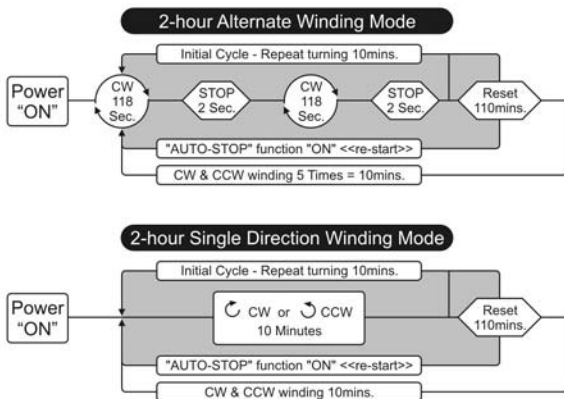 2-hour Alternate Winding Mode
Initial Cycle - Repeat turning 10mins.
Power
"ON"
CW
118
Sec.
STOP
2 Sec.
CW
118
Sec.
STOP
2 Sec.
Reset
110mins.
"AUTO-STOP" function "ON" <<re-start>>
CW & CCW winding 5 Times = 10mins.
2-hour Single Direction Winding Mode
Initial Cycle - Repeat turning 10mins.
Power
"ON"
CW or CCW
10 Minutes
Reset
110mins.
"AUTO-STOP" function "ON" <<re-start>>
CW & CCW winding 10mins.